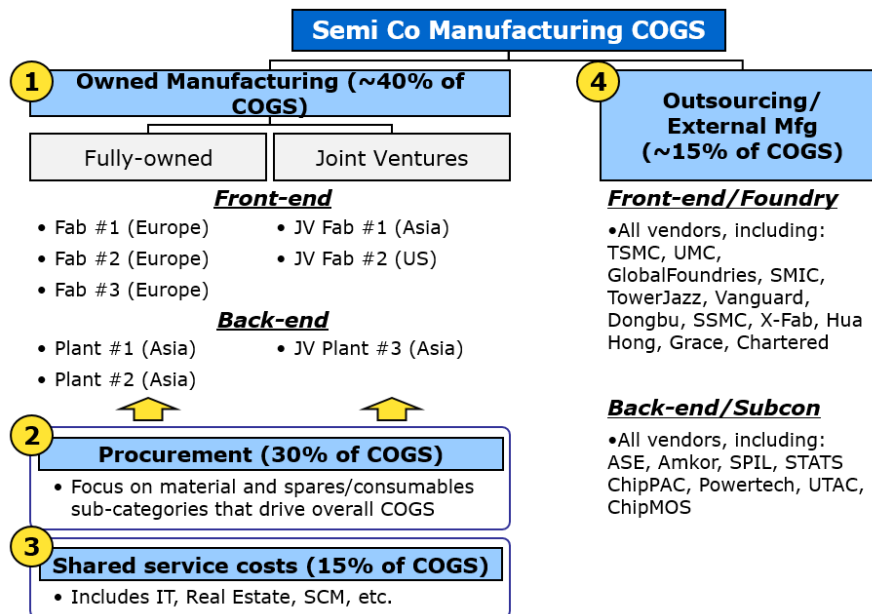 Semi Co Manufacturing COGS
1
Owned Manufacturing (~40% of
COGS)
Fully-owned
Joint Ventures
Front-end
• Fab #1 (Europe)
• Fab #2 (Europe)
• Fab #3 (Europe)
• JV Fab #1 (Asia)
• JV Fab #2 (US)
Back-end
• Plant #1 (Asia)
• Plant #2 (Asia)
• JV Plant #3 (Asia)
2
Procurement (30% of COGS)
• Focus on material and spares/consumables
sub-categories that drive overall COGS
3
Shared service costs (15% of COGS)
• Includes IT, Real Estate, SCM, etc.
4
Outsourcing/
External Mfg
(~15% of COGS)
Front-end/Foundry
•All vendors, including:
TSMC, UMC,
GlobalFoundries, SMIC,
TowerJazz, Vanguard,
Dongbu, SSMC, X-Fab, Hua
Hong, Grace, Chartered
Back-end/Subcon
•All vendors, including:
ASE, Amkor, SPIL, STATS
ChipPAC, Powertech, UTAC,
ChipMOS